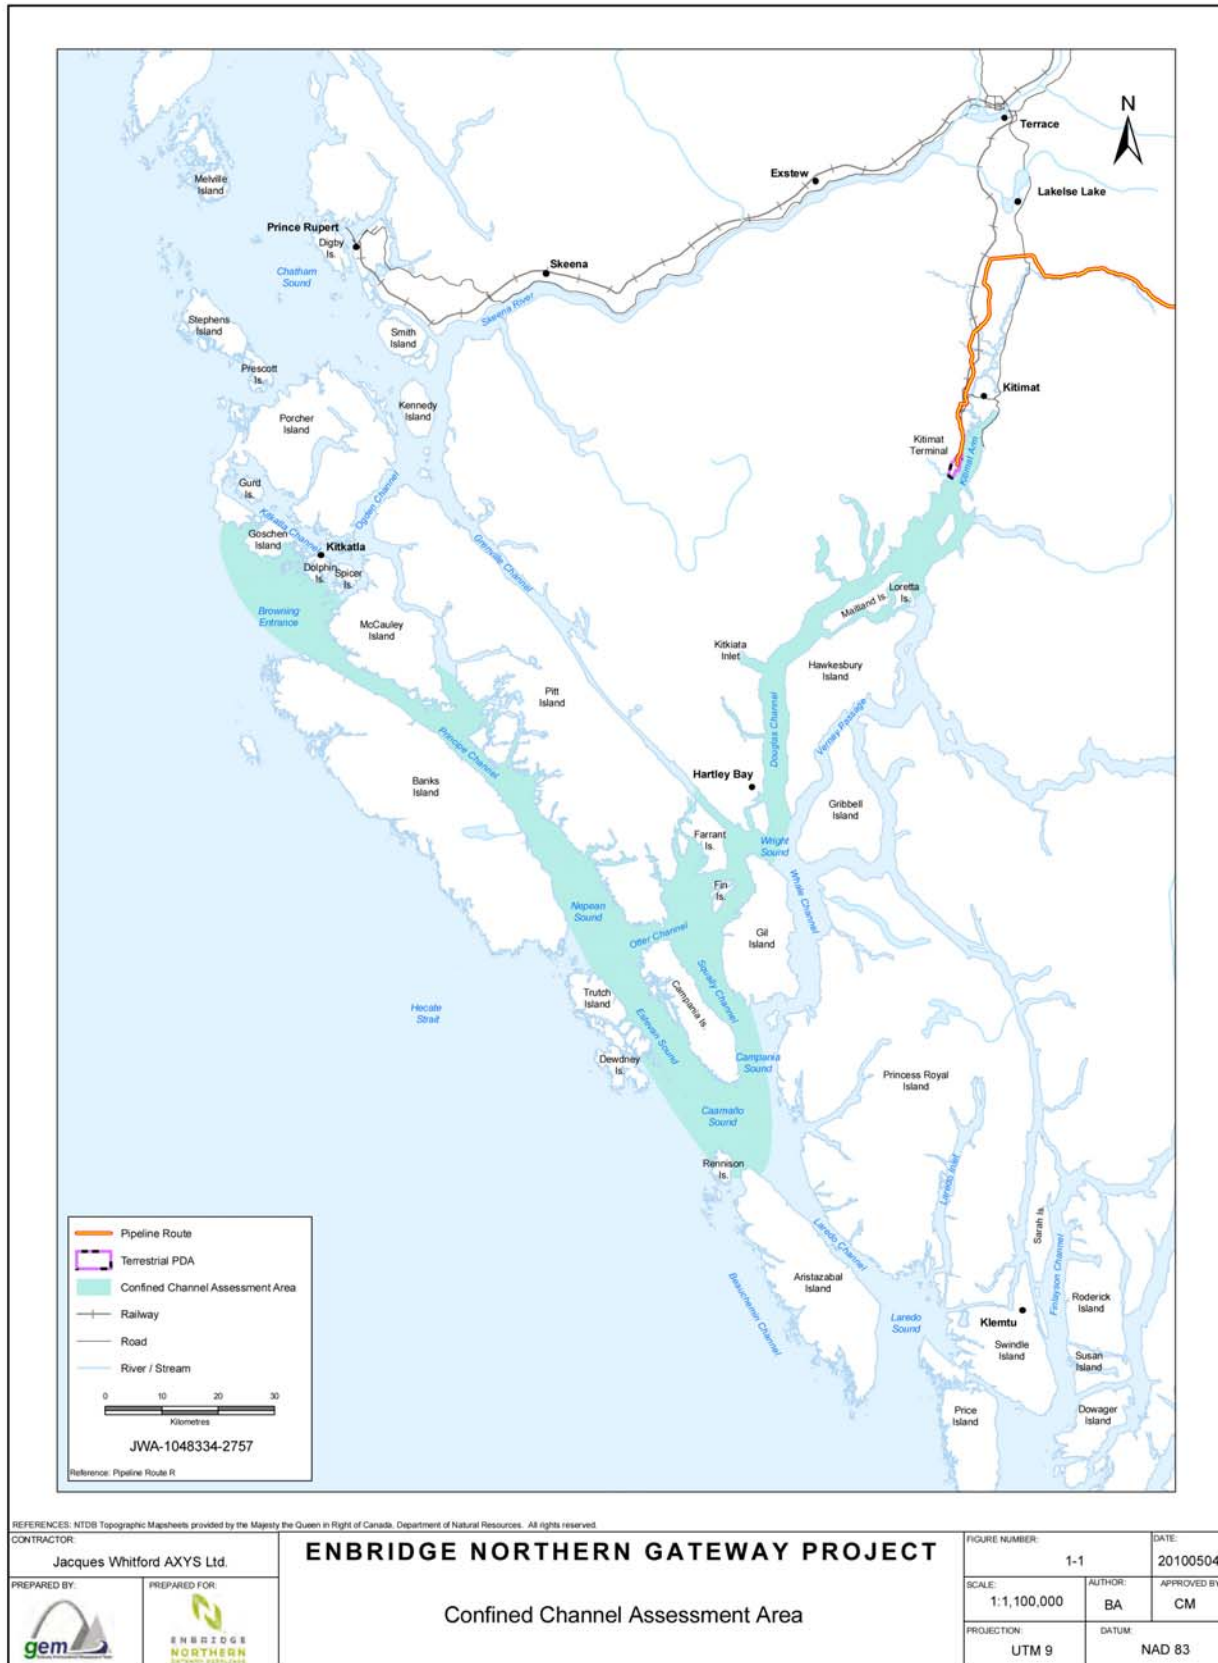 N
Terrace
Exstew
Lakelse Lake
Melville
Island
Prince Rupert
Digby
Is.
Skeena
Chatham
Sound
Skeena River
Stephens
Island
Smith
Island
Prescott
Is.
Kennedy
Island
Kitimat
Porcher
Island
Kitimat
Terminal
Kitimat Arm
Gurd
Is.
Ogden Channel
Kitkatla Channel
Goschen
Island
Kitkatla
Grenville Channel
Dolphin
Is.
Spicer
Is.
Loretta
Is.
Maitland Is.
Browning
Entrance
McCauley
Island
Kitkiata
Inlet
Hawkesbury
Island
Pitt
Island
Douglas Channel
Verney Passage
Principe Channel
Banks
Island
Hartley Bay
Gribbell
Island
Farrant
Is.
Wright
Sound
Whale Channel
Fin
Is.
Nepean
Sound
Otter Channel
Gil
Island
Squally Channel
Campania Is.
Trutch
Island
Hecate
Strait
Estevan Sound
Dewdney
Is.
Campania
Sound
Princess Royal
Island
Caamaño
Sound
Rennison
Is.
Laredo Inlet
Laredo Channel
Sarah Is.
Finlayson Channel
Aristazabal
Island
Beauchemin Channel
Roderick
Island
Laredo
Sound
Klemtu
Swindle
Island
Susan
Island
Price
Island
Dowager
Island
Pipeline Route
Terrestrial PDA
Confined Channel Assessment Area
Railway
Road
River / Stream
0 10 20 30
Kilometres
JWA-1048334-2757
Reference: Pipeline Route R
REFERENCES: NTDB Topographic Mapsheets provided by the Majesty the Queen in Right of Canada, Department of Natural Resources. All rights reserved.
CONTRACTOR:
Jacques Whitford AXYS Ltd.
PREPARED BY:
gem
PREPARED FOR:
ENBRIDGE
NORTHERN
ENBRIDGE NORTHERN GATEWAY PROJECT
Confined Channel Assessment Area
FIGURE NUMBER:
1-1
DATE:
20100504
SCALE:
1:1,100,000
AUTHOR:
BA
APPROVED BY
CM
PROJECTION:
UTM 9
DATUM:
NAD 83